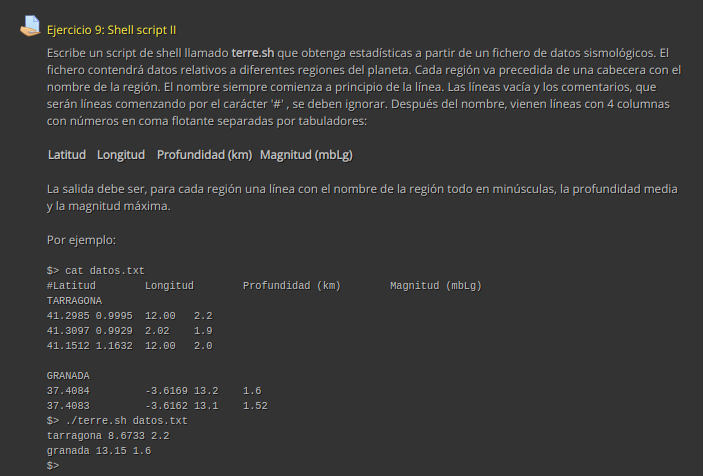 Ejercicio 9: Shell script II
Escribe un script de shell llamado terre.sh que obtenga estadísticas a partir de un fichero de datos sismológicos. El
fichero contendrá datos relativos a diferentes regiones del planeta. Cada región va precedida de una cabecera con el
nombre de la región. El nombre siempre comienza a principio de la línea. Las líneas vacía y los comentarios, que
serán líneas comenzando por el carácter '#' , se deben ignorar. Después del nombre, vienen líneas con 4 columnas
con números en coma flotante separadas por tabuladores:
Latitud Longitud Profundidad (km) Magnitud (mbLg)
La salida debe ser, para cada región una línea con el nombre de la región todo en minúsculas, la profundidad media
y la magnitud máxima.
Por ejemplo:
$> cat datos.txt
#Latitud Longitud Profundidad (km) Magnitud (mbLg)
TARRAGONA
41.2985 0.9995 12.00 2.2
41.3097 0.9929 2.02 1.9
41.1512 1.1632 12.00 2.0
GRANADA
37.4084 -3.6169 13.2 1.6
37.4083 -3.6162 13.1 1.52
$> ./terre.sh datos.txt
tarragona 8.6733 2.2
granada 13.15 1.6
$>